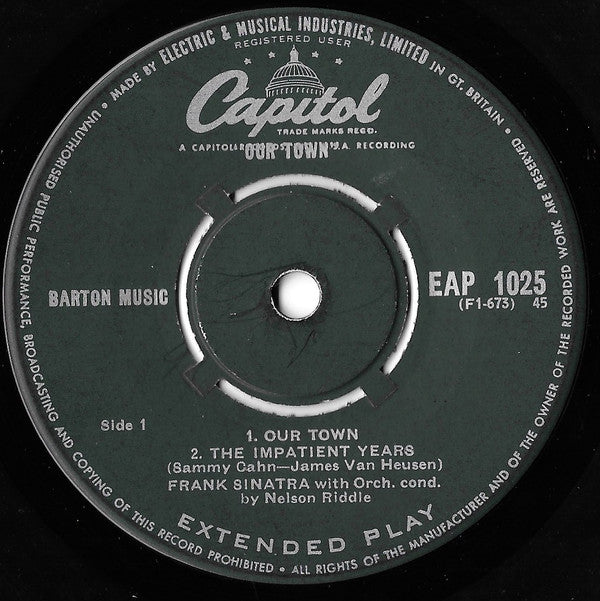 MADE BY ELECTRIC & MUSICAL INDUSTRIES, LIMITED IN GT. BRITAIN • ALL RIGHTS OF THE MANUFACTURER AND OF THE OWNER OF THE RECORDED WORK ARE RESERVED
• UNAUTHORISED PUBLIC PERFORMANCE, BROADCASTING AND COPYING OF THIS RECORD PROHIBITED •
REGISTERED USER
Capitol
TRADE MARKS REGD.
A CAPITOL RECORDING
OUR TOWN
BARTON MUSIC
EAP 1025
(F1-673) 45
Side 1
1. OUR TOWN
2. THE IMPATIENT YEARS
(Sammy Cahn—James Van Heusen)
FRANK SINATRA with Orch. cond.
by Nelson Riddle
EXTENDED PLAY